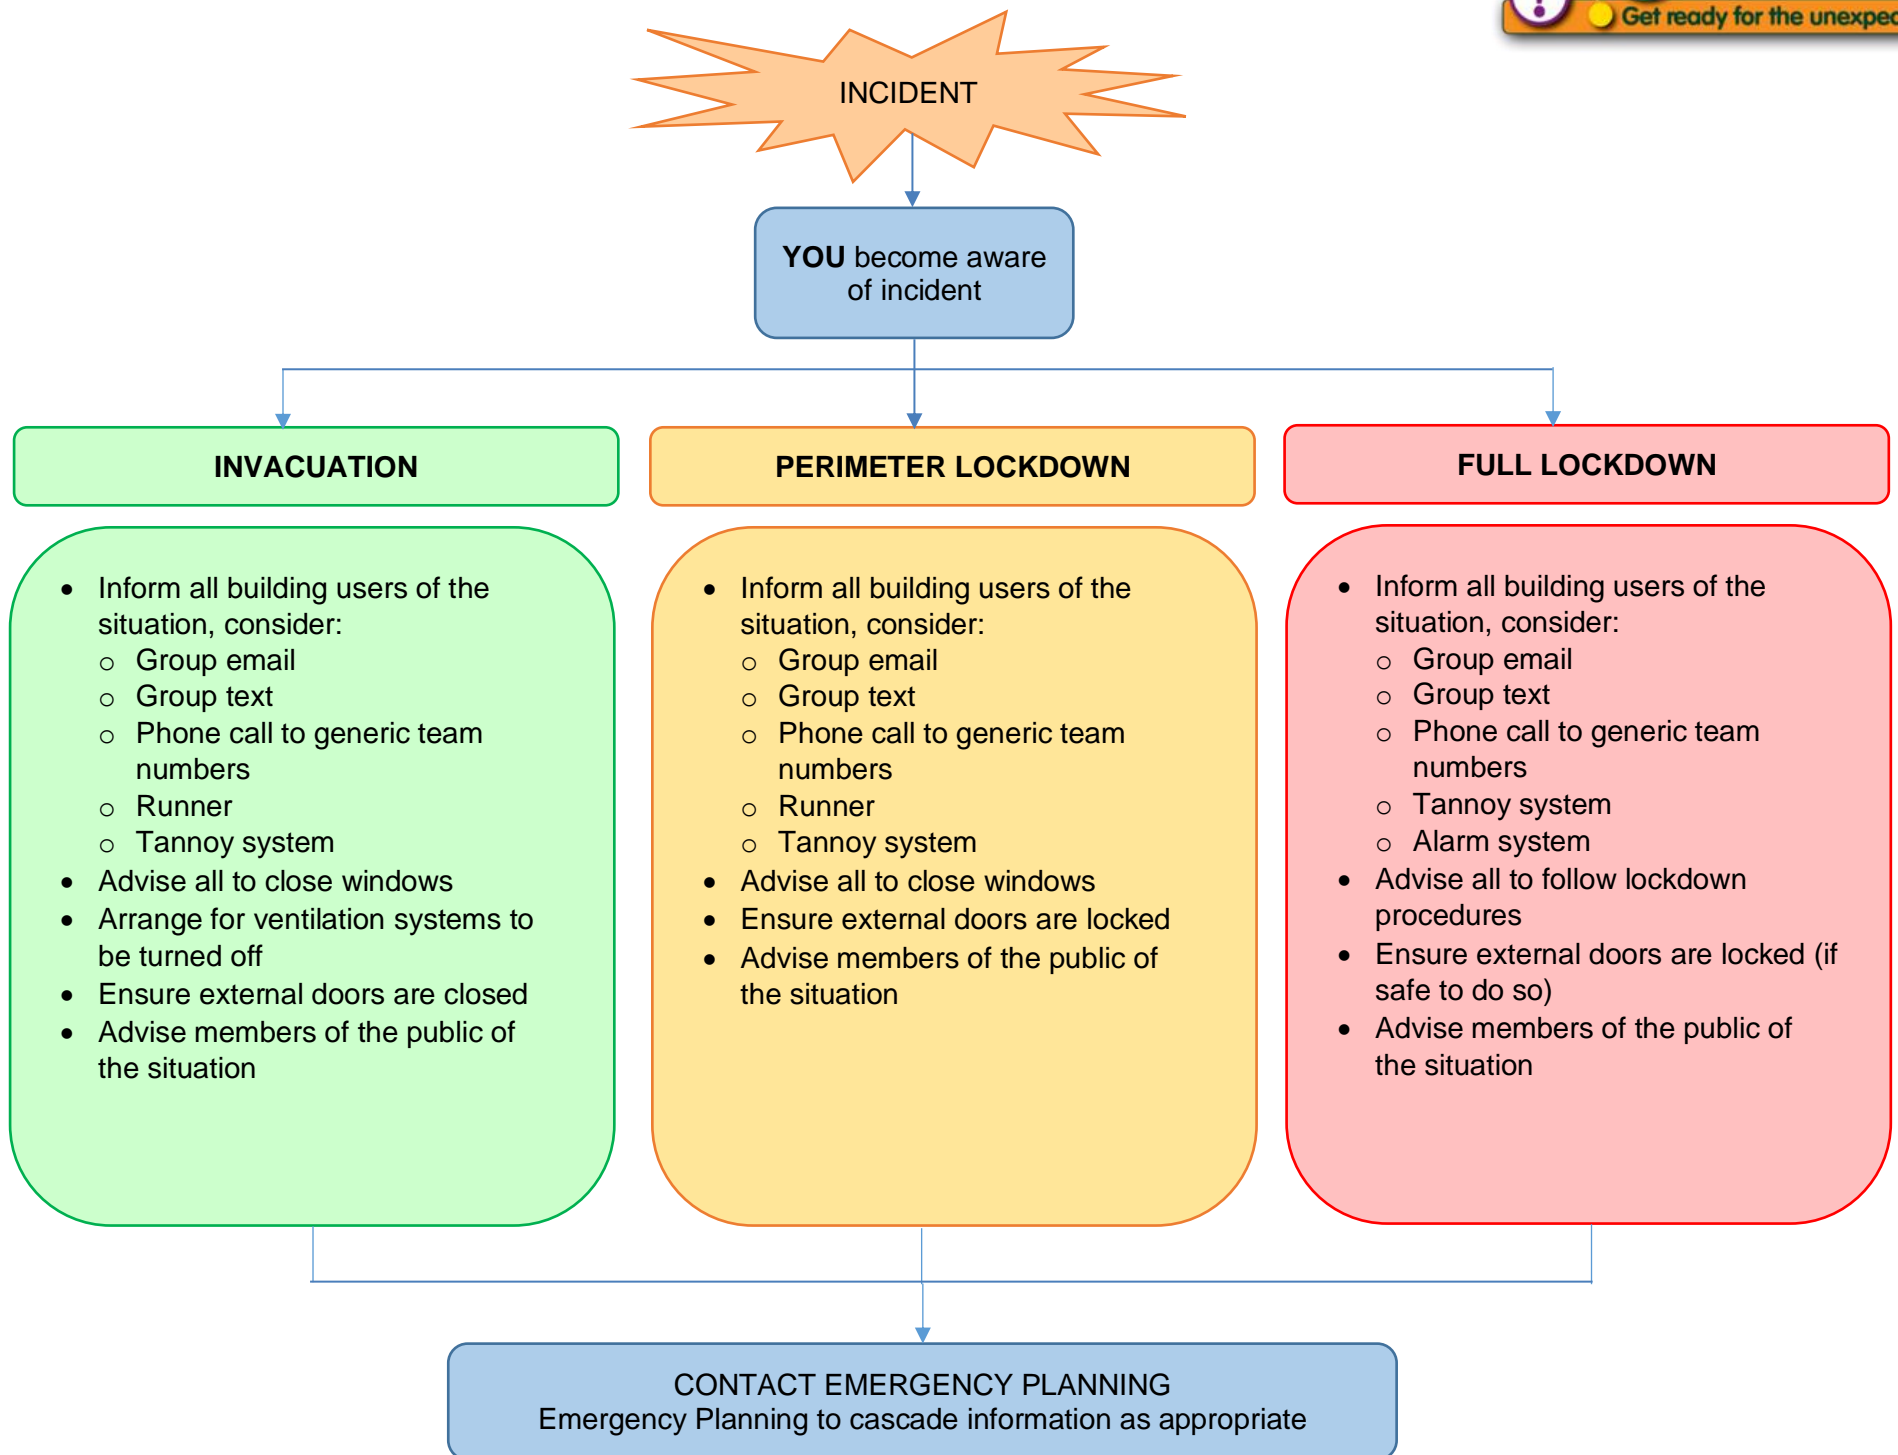 Get ready for the
INCIDENT
YOU become aware
of incident
INVACUATION
PERIMETER LOCKDOWN
FULL LOCKDOWN
• Inform all building users of the
situation, consider:
o Group email
o Group text
o Phone call to generic team
numbers
o Runner
o Tannoy system
• Advise all to close windows
• Arrange for ventilation systems to
be turned off
• Ensure external doors are closed
• Advise members of the public of
the situation
• Inform all building users of the
situation, consider:
o Group email
o Group text
o Phone call to generic team
numbers
o Runner
o Tannoy system
• Advise all to close windows
• Ensure external doors are locked
• Advise members of the public of
the situation
• Inform all building users of the
situation, consider:
o Group email
o Group text
o Phone call to generic team
numbers
o Tannoy system
o Alarm system
• Advise all to follow lockdown
procedures
• Ensure external doors are locked (if
safe to do so)
• Advise members of the public of
the situation
CONTACT EMERGENCY PLANNING
Emergency Planning to cascade information as appropriate